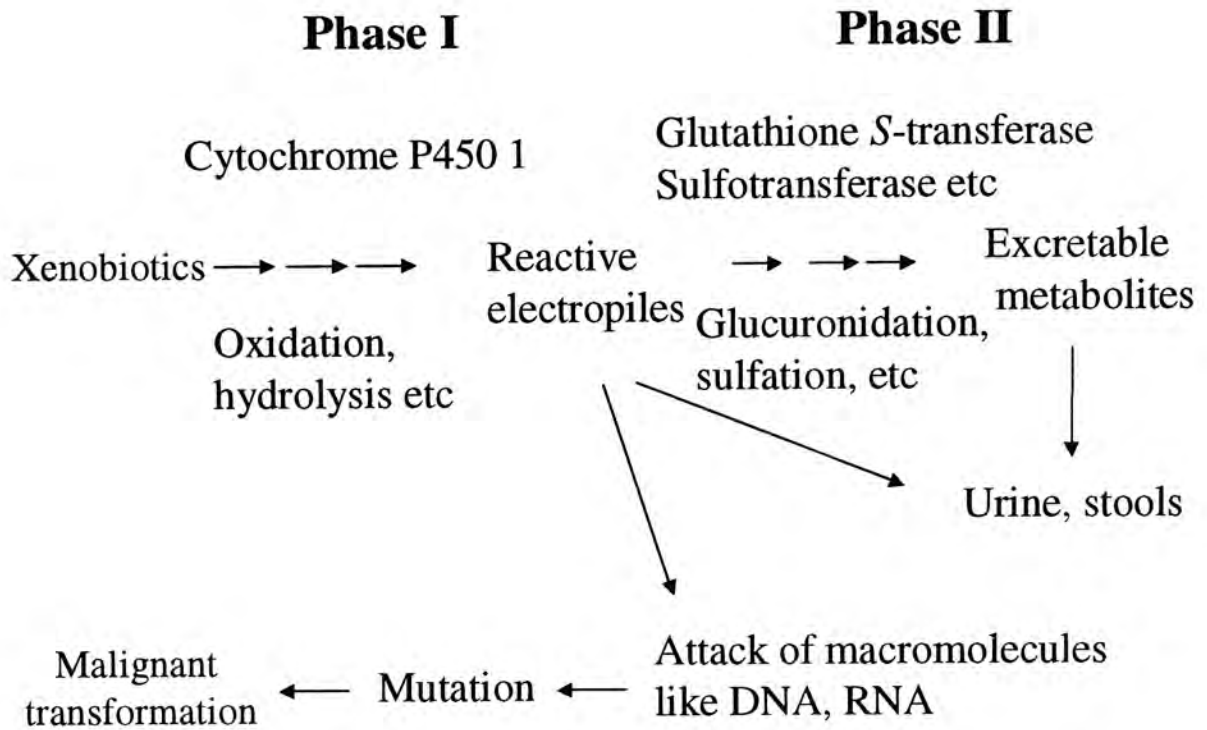 Phase I
Phase II
Cytochrome P450 1
Glutathione S-transferase
Sulfotransferase etc
Xenobiotics
Reactive
electropiles
Excretable
metabolites
Oxidation,
hydrolysis etc
Glucuronidation,
sulfation, etc
Urine, stools
Attack of macromolecules
like DNA, RNA
Mutation
Malignant
transformation